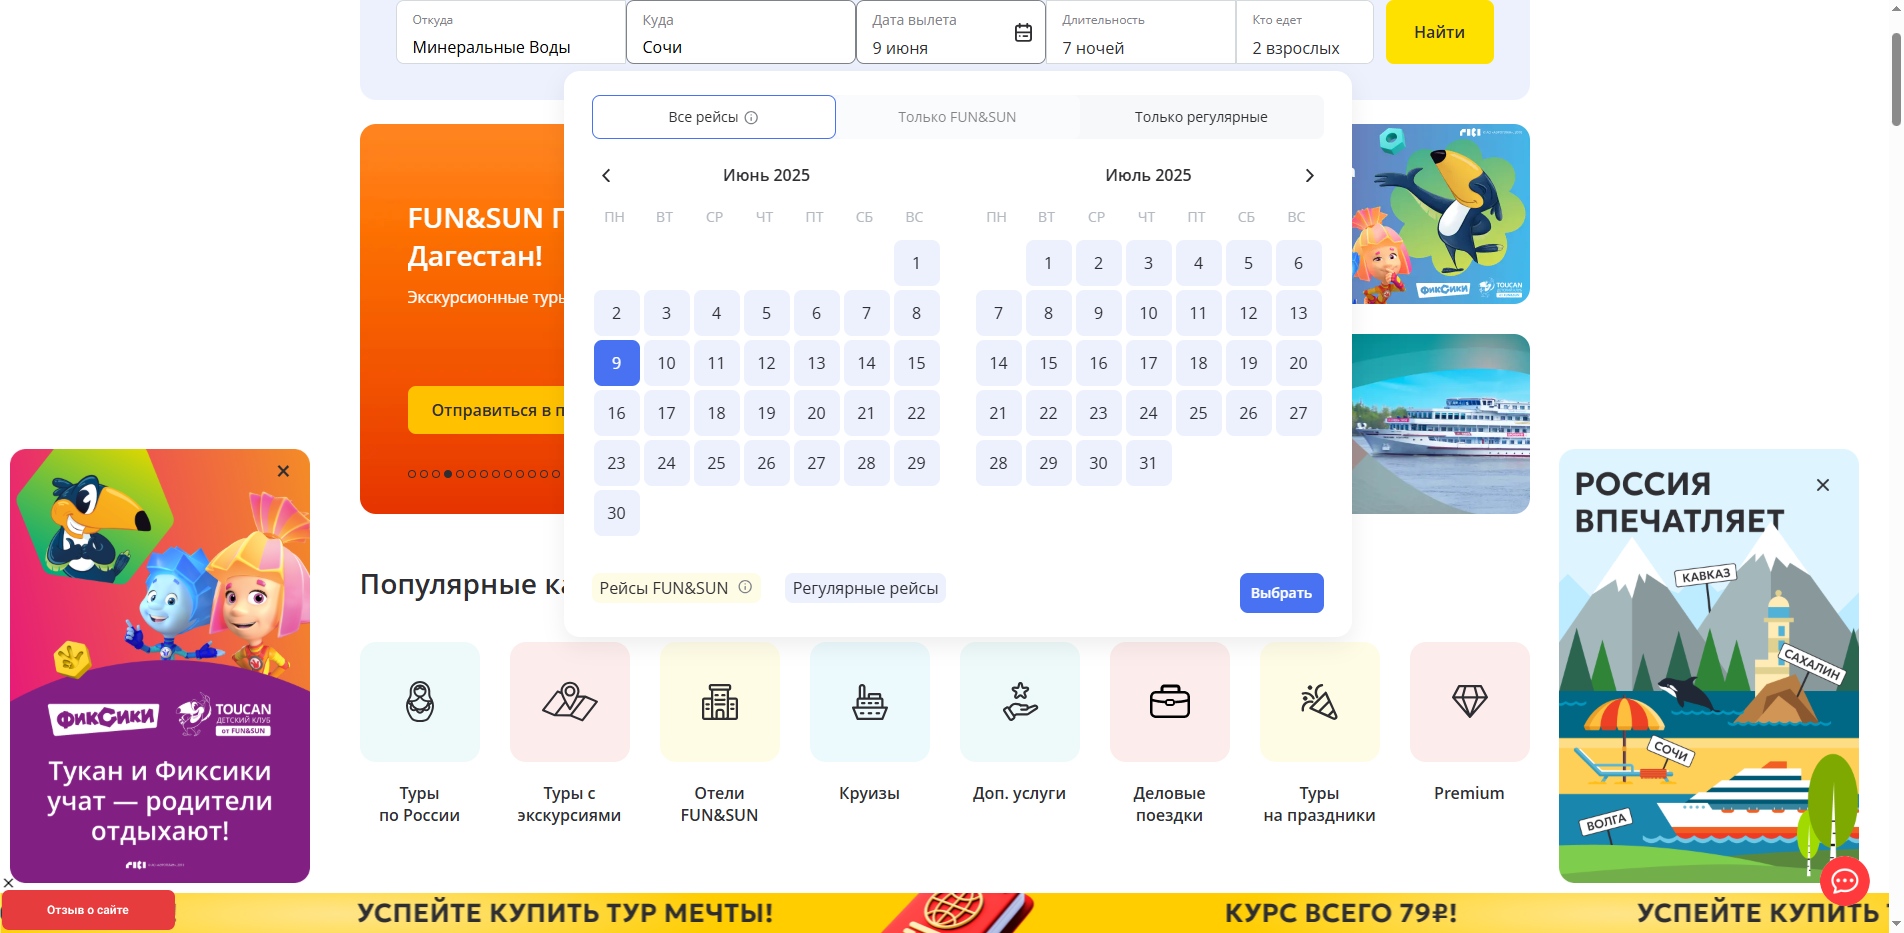 Откуда
Минеральные Воды
Куда
Сочи
Дата вылета
9 июня
Длительность
7 ночей
Кто едет
2 взрослых
Найти
Все рейсы
Только FUN&SUN
Только регулярные
Июнь 2025
ПН ВТ СР ЧТ ПТ СБ ВС
1
2 3 4 5 6 7 8
9 10 11 12 13 14 15
16 17 18 19 20 21 22
23 24 25 26 27 28 29
30
Июль 2025
ПН ВТ СР ЧТ ПТ СБ ВС
1 2 3 4 5 6
7 8 9 10 11 12 13
14 15 16 17 18 19 20
21 22 23 24 25 26 27
28 29 30 31
Рейсы FUN&SUN
Регулярные рейсы
Выбрать
FUN&SUN
Дагестан!
Экскурсионные туры
Отправиться в п
ФИКСИКИ
TOUCAN
Популярные ка
Туры
по России
Туры с
экскурсиями
Отели
FUN&SUN
Круизы
Доп. услуги
Деловые
поездки
Туры
на праздники
Premium
ФИКСИКИ
TOUCAN
ДЕТСКИЙ КЛУБ
ОТ FUN&SUN
Тукан и Фиксики
учат — родители
отдыхают!
РОССИЯ
ВПЕЧАТЛЯЕТ
КАВКАЗ
САХАЛИН
СОЧИ
ВОЛГА
Отзыв о сайте
УСПЕЙТЕ КУПИТЬ ТУР МЕЧТЫ!
КУРС ВСЕГО 79₽!
УСПЕЙТЕ КУПИТЬ